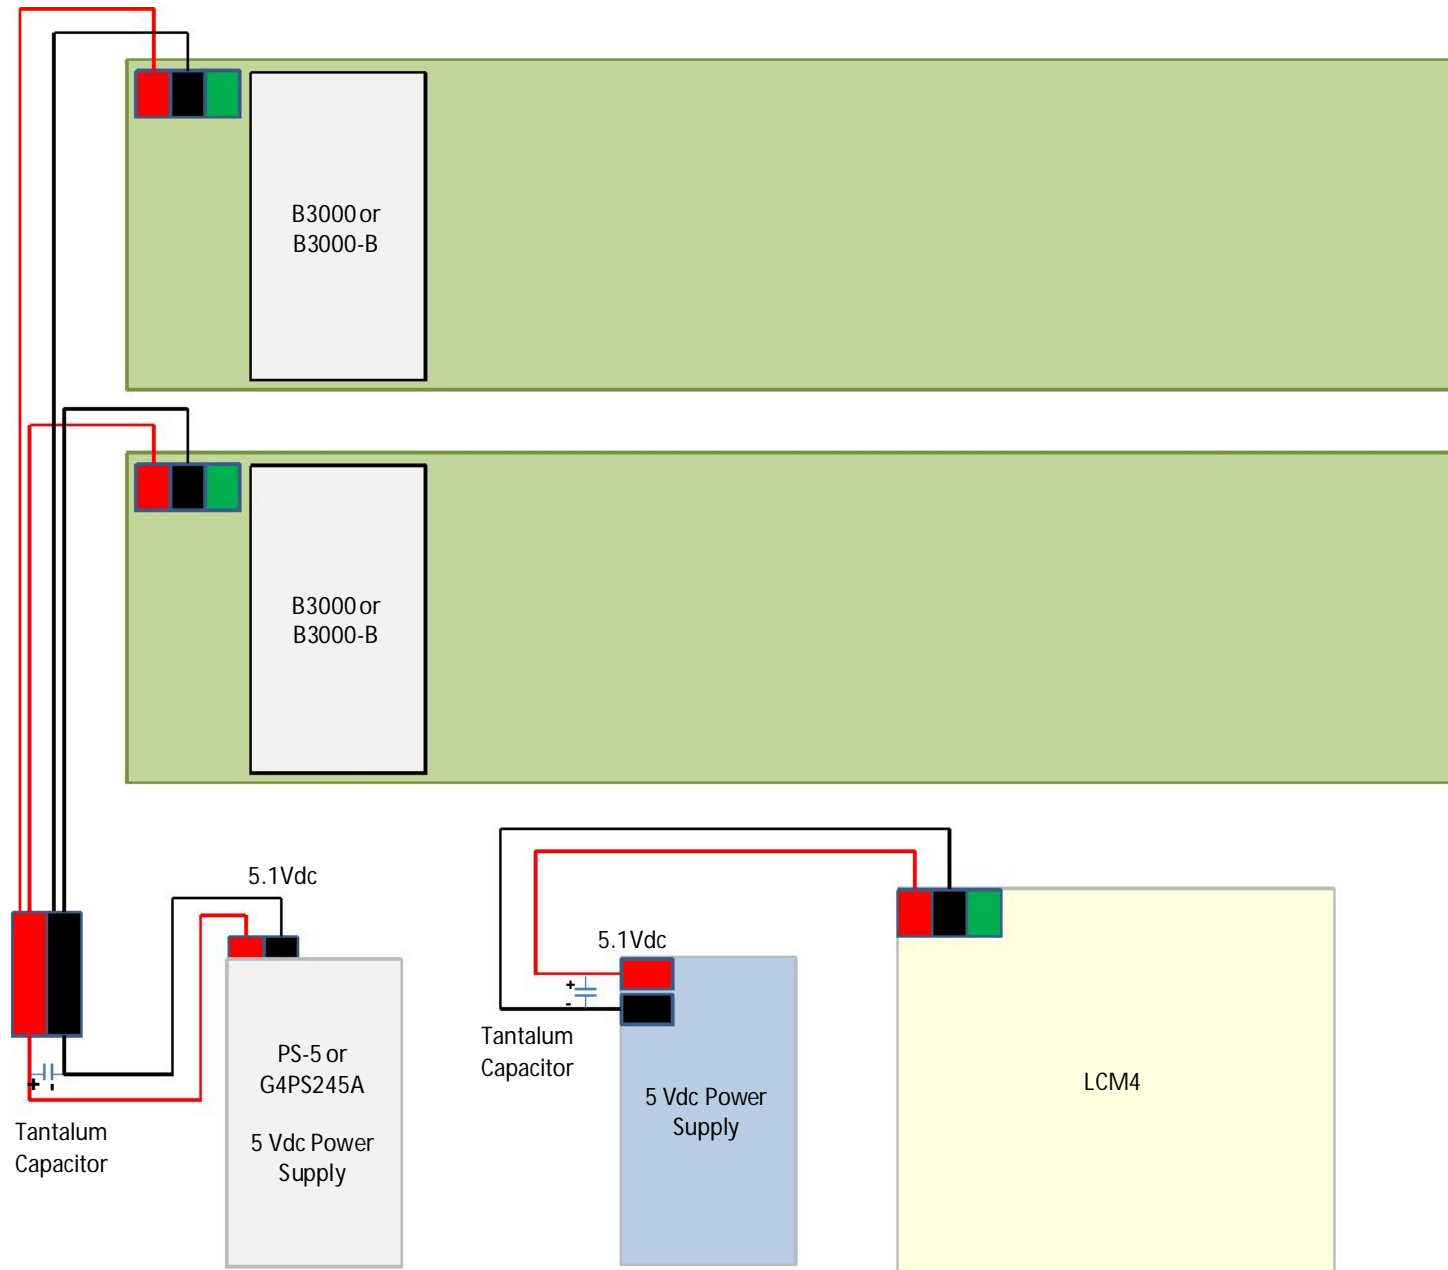 B3000 or
B3000-B
B3000 or
B3000-B
5.1Vdc
+
-
Tantalum
Capacitor
PS-5 or
G4PS245A
5 Vdc Power
Supply
5.1Vdc
+
-
Tantalum
Capacitor
5 Vdc Power
Supply
LCM4